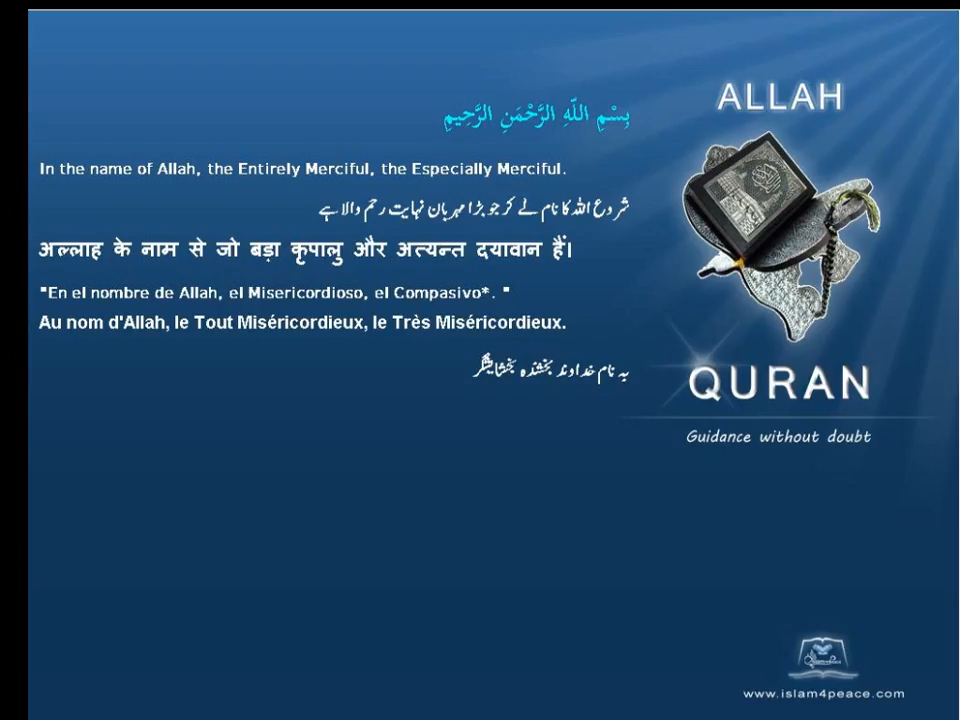 بِسْمِ اللَّهِ الرَّحْمَنِ الرَّحِيمِ
In the name of Allah, the Entirely Merciful, the Especially Merciful.
شروع الله کا نام لے کر جو بڑا مہربان نہایت رحم والا ہے
अल्लाह के नाम से जो बड़ा कृपालु और अत्यन्त दयावान हैं।
"En el nombre de Allah, el Misericordioso, el Compasivo*. "
Au nom d'Allah, le Tout Miséricordieux, le Très Miséricordieux.
به نام خداوند بخشنده بخشایشگر
ALLAH
QURAN
Guidance without doubt
www.islam4peace.com